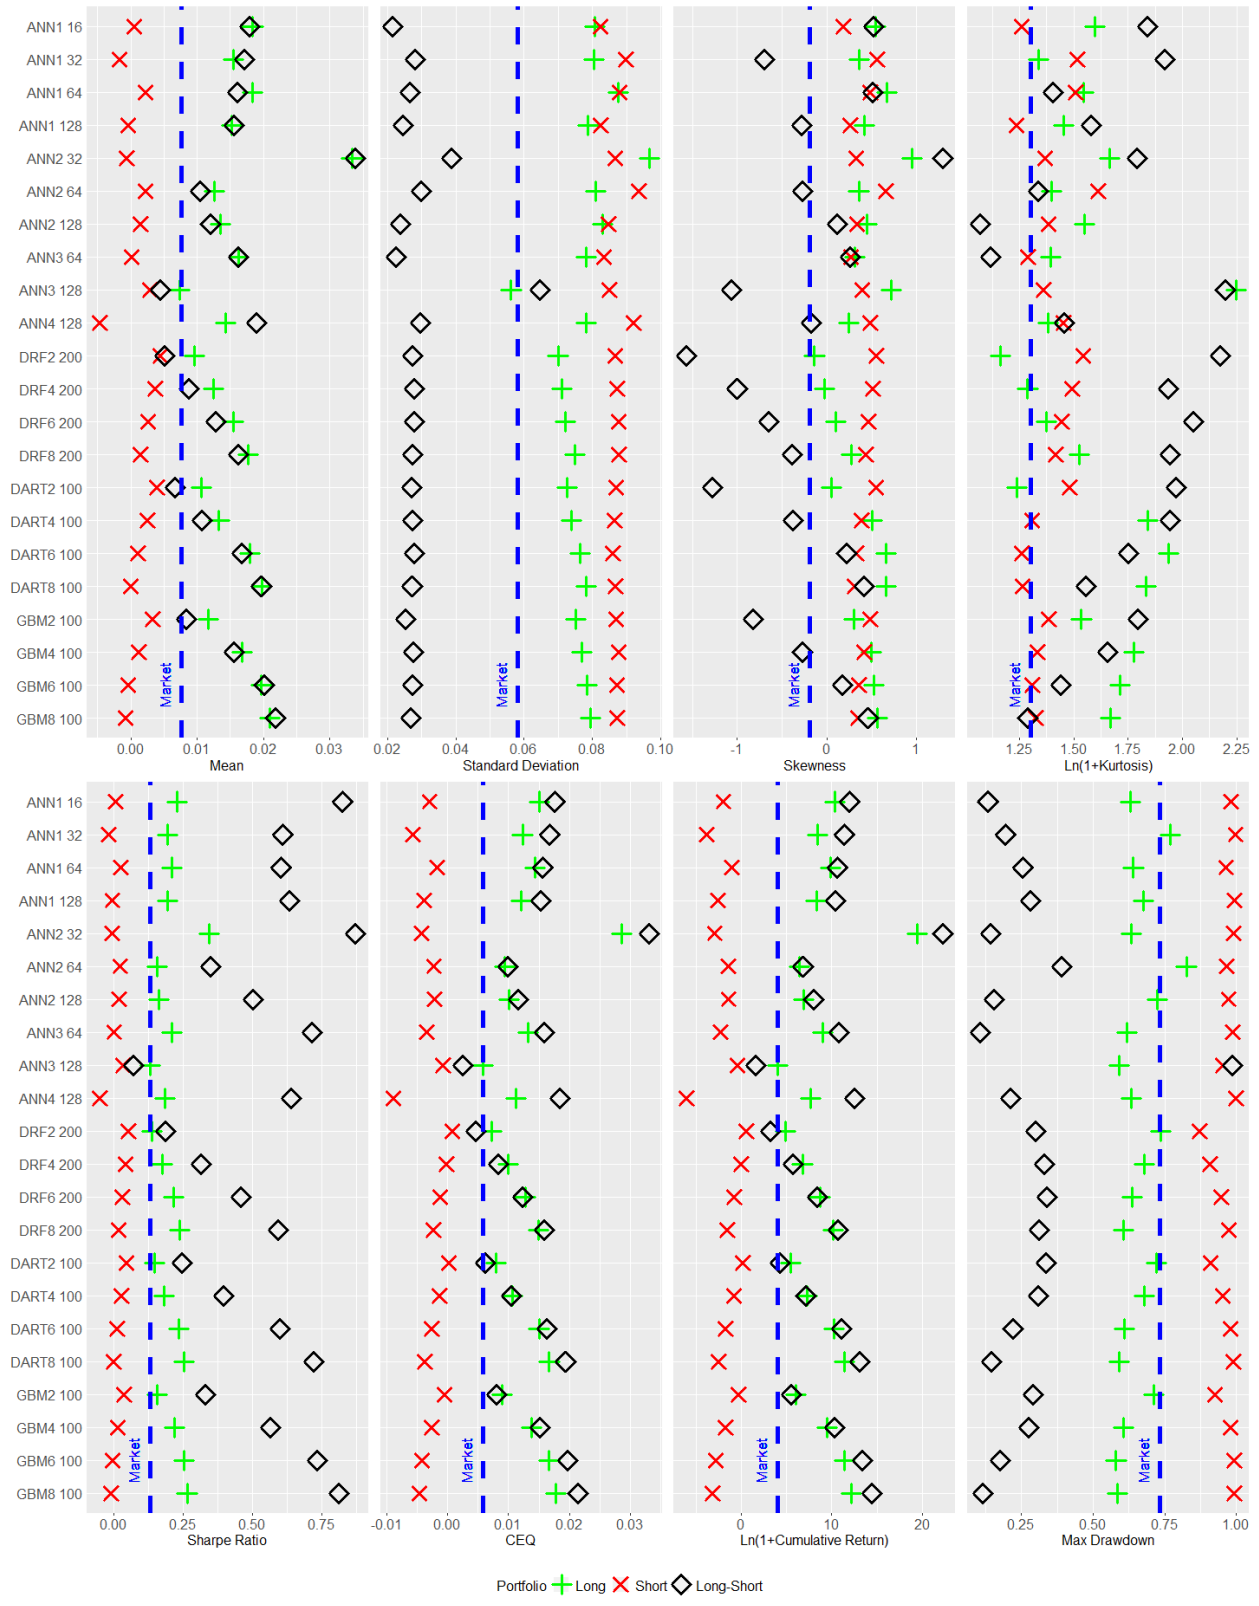 ANN1 16
ANN1 32
ANN1 64
ANN1 128
ANN2 32
ANN2 64
ANN2 128
ANN3 64
ANN3 128
ANN4 128
DRF2 200
DRF4 200
DRF6 200
DRF8 200
DART2 100
DART4 100
DART6 100
DART8 100
GBM2 100
GBM4 100
GBM6 100
GBM8 100
Market Market Market Market
0.00 0.01 0.02 0.03 0.02 0.04 0.06 0.08 0.10 -1 0 1 1.25 1.50 1.75 2.00 2.25
Mean Standard Deviation Skewness Ln(1+Kurtosis)
ANN1 16
ANN1 32
ANN1 64
ANN1 128
ANN2 32
ANN2 64
ANN2 128
ANN3 64
ANN3 128
ANN4 128
DRF2 200
DRF4 200
DRF6 200
DRF8 200
DART2 100
DART4 100
DART6 100
DART8 100
GBM2 100
GBM4 100
GBM6 100
GBM8 100
Market Market Market Market
0.00 0.25 0.50 0.75 -0.01 0.00 0.01 0.02 0.03 0 10 20 0.25 0.50 0.75 1.00
Sharpe Ratio CEQ Ln(1+Cumulative Return) Max Drawdown
Portfolio Long Short Long-Short